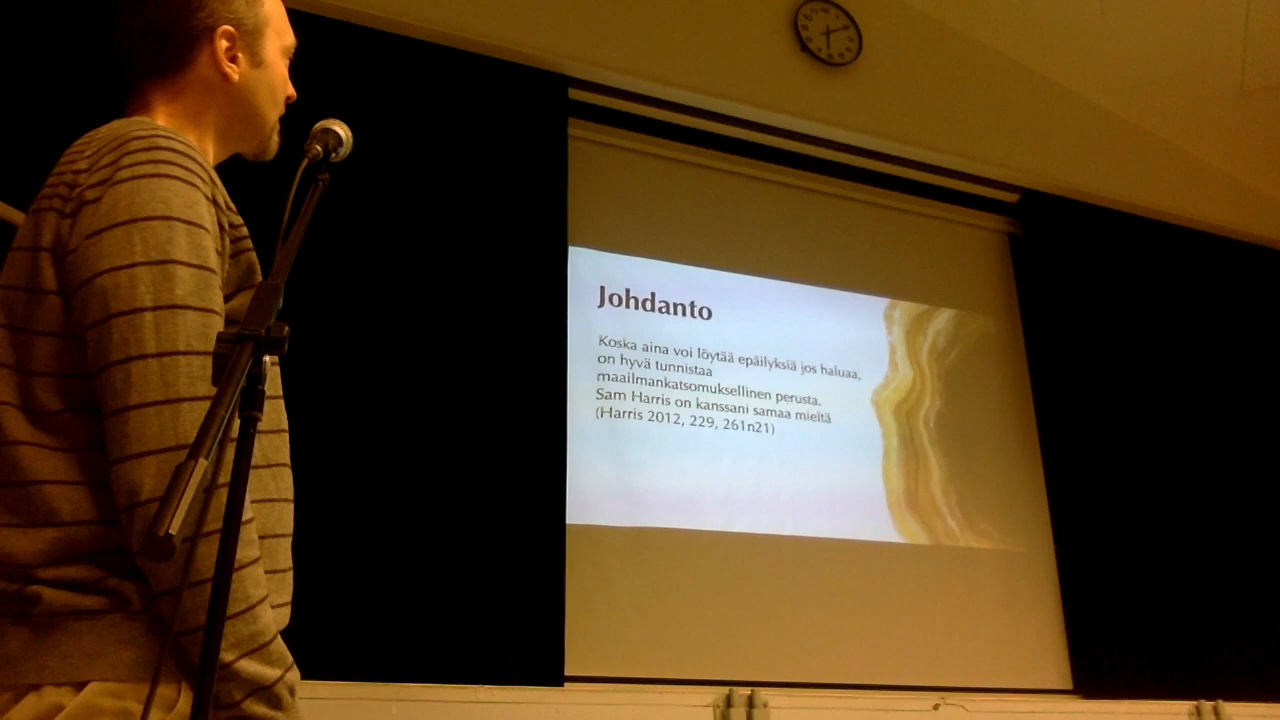 Johdanto
Koska aina voi löytää epäilyksiä jos haluaa,
on hyvä tunnistaa
maailmankatsomuksellinen perusta.
Sam Harris on kanssani samaa mieltä
(Harris 2012, 229, 261n21)